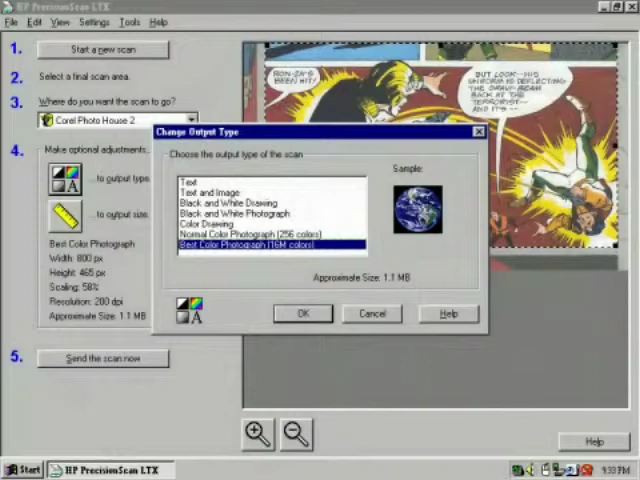 HP PrecisionScan LTX
File Edit View Settings Tools Help
1. Start a new scan
2. Select a final scan area.
3. Where do you want the scan to go?
Corel Photo House 2
4. Make optional adjustments...
...to output type
...to output size
Best Color Photograph
Width: 800 px
Height: 465 px
Scaling: 58%
Resolution: 200 dpi
Approximate Size: 1.1 MB
5. Send the scan now
BEEN HIT!
BUT LOOK--HIS
UNIFORM IS DEFLECTING
BACK AT THE
TERRORIST--
AND IT'S--
Change Output Type
Choose the output type of the scan
Text
Text and Image
Black and White Drawing
Black and White Photograph
Color Drawing
Normal Color Photograph (256 colors)
Best Color Photograph (16M colors)
Sample:
Approximate Size: 1.1 MB
OK Cancel Help
Help
Start HP PrecisionScan LTX 9:33 PM